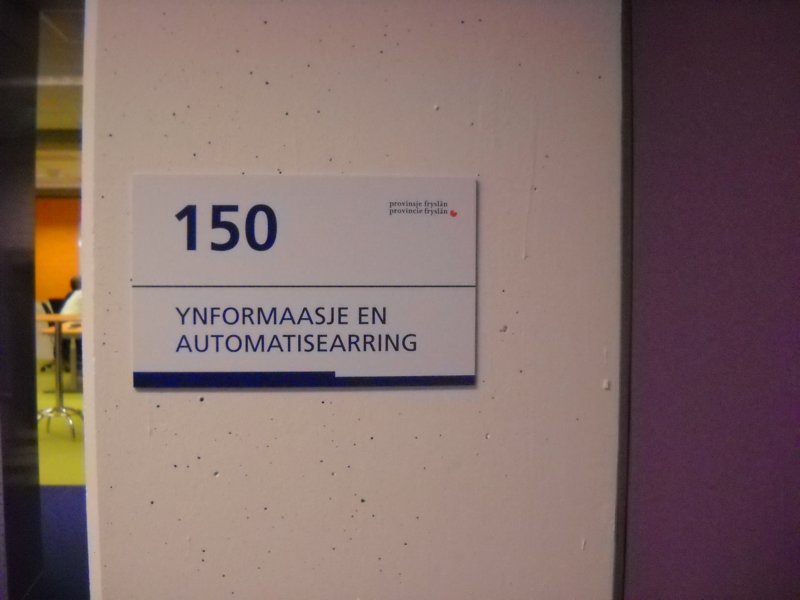 150
provinsje fryslân
provincie fryslân
YNFORMAASJE EN
AUTOMATISEARRING